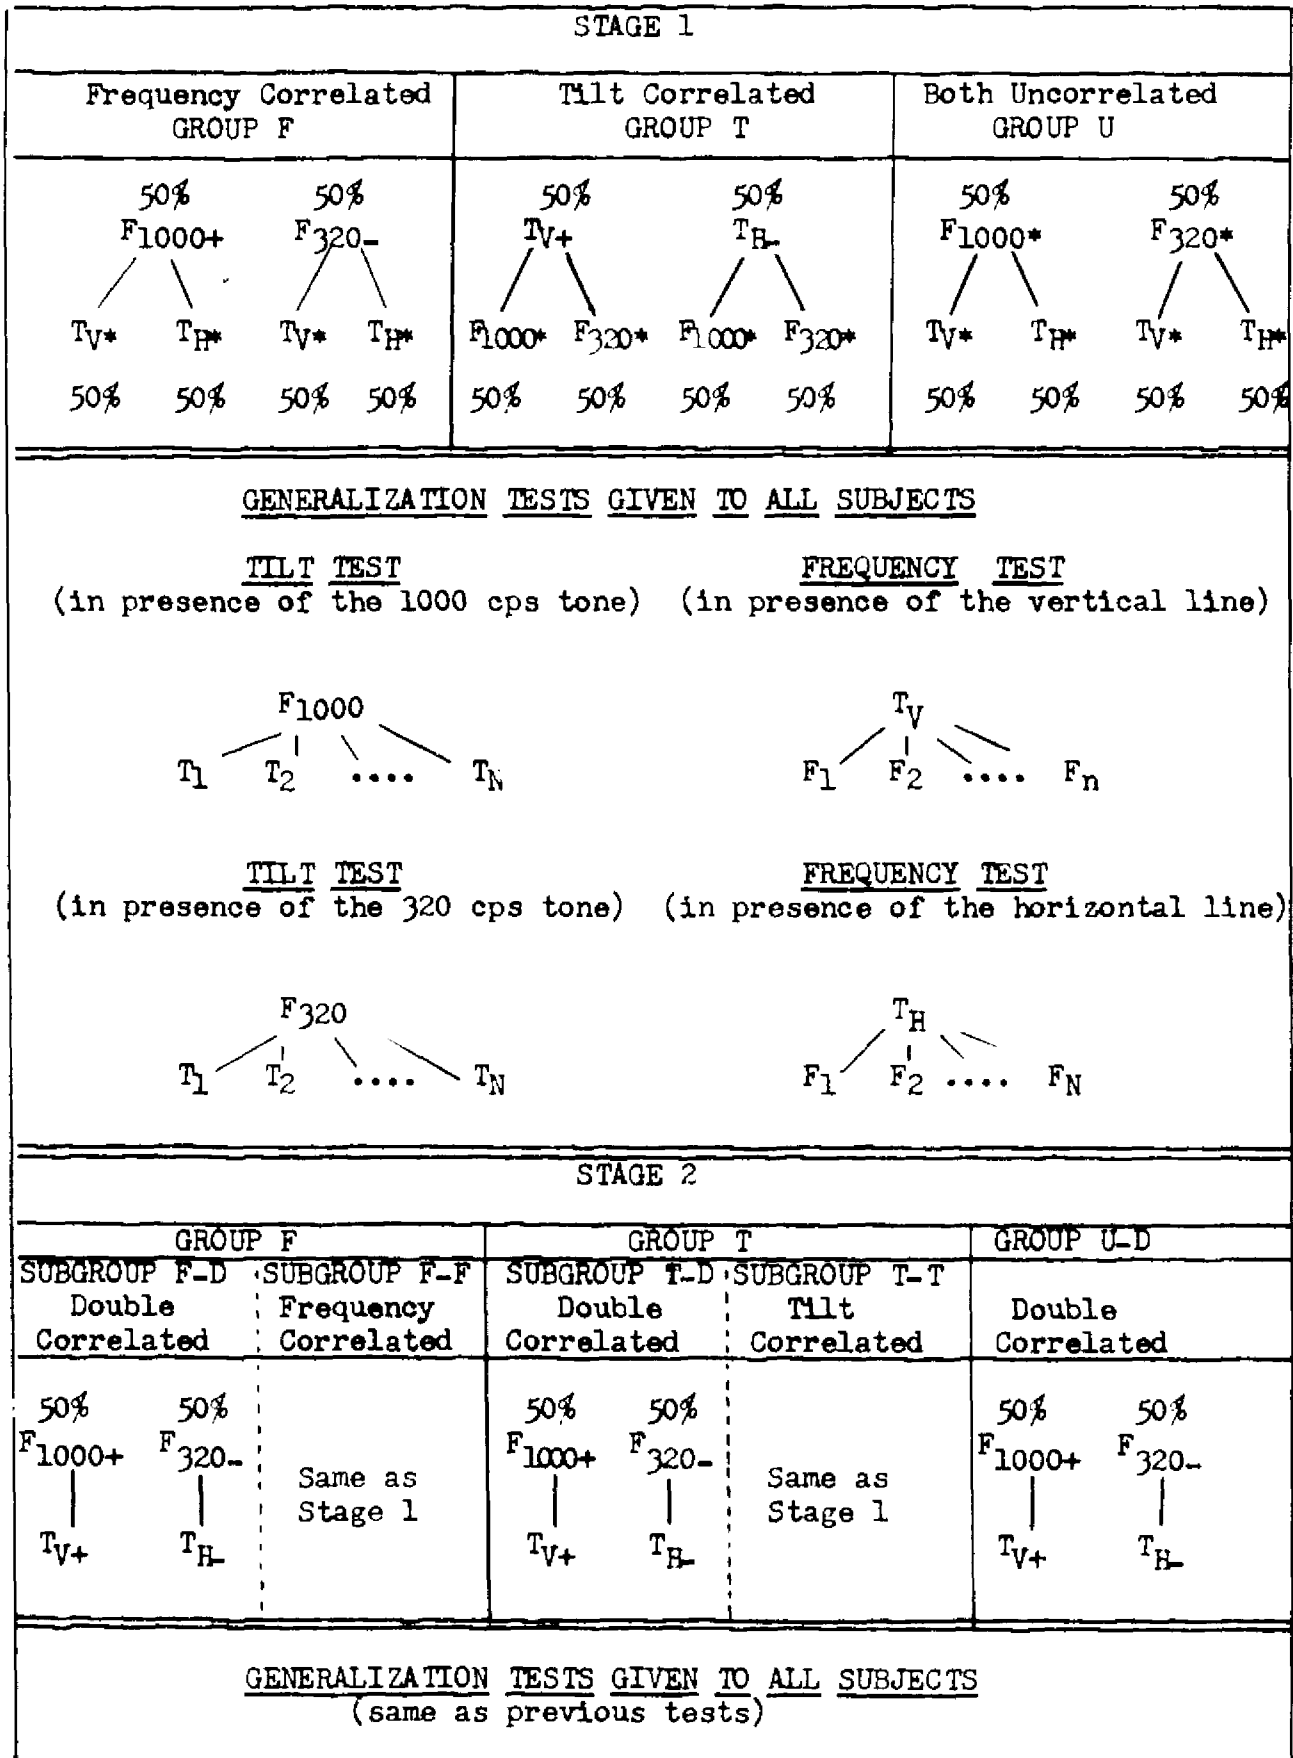 STAGE 1
Frequency Correlated Tilt Correlated Both Uncorrelated
GROUP F GROUP T GROUP U
50% 50% 50% 50% 50% 50%
F1000+ F320- TV+ TH- F1000* F320*
TV* TH* TV* TH* F1000* F320* F1000* F320* TV* TH* TV* TH*
50% 50% 50% 50% 50% 50% 50% 50% 50% 50% 50% 50%
GENERALIZATION TESTS GIVEN TO ALL SUBJECTS
TILT TEST FREQUENCY TEST
(in presence of the 1000 cps tone) (in presence of the vertical line)
F1000 TV
T1 T2 .... TN F1 F2 .... Fn
TILT TEST FREQUENCY TEST
(in presence of the 320 cps tone) (in presence of the horizontal line)
F320 TH
T1 T2 .... TN F1 F2 .... FN
STAGE 2
GROUP F GROUP T GROUP U-D
SUBGROUP F-D SUBGROUP F-F SUBGROUP T-D SUBGROUP T-T
Double Frequency Double Tilt Double
Correlated Correlated Correlated Correlated Correlated
50% 50% 50% 50% 50% 50%
F1000+ F320- F1000+ F320- F1000+ F320-
Same as Same as
Stage 1 Stage 1
TV+ TH- TV+ TH- TV+ TH-
GENERALIZATION TESTS GIVEN TO ALL SUBJECTS
(same as previous tests)